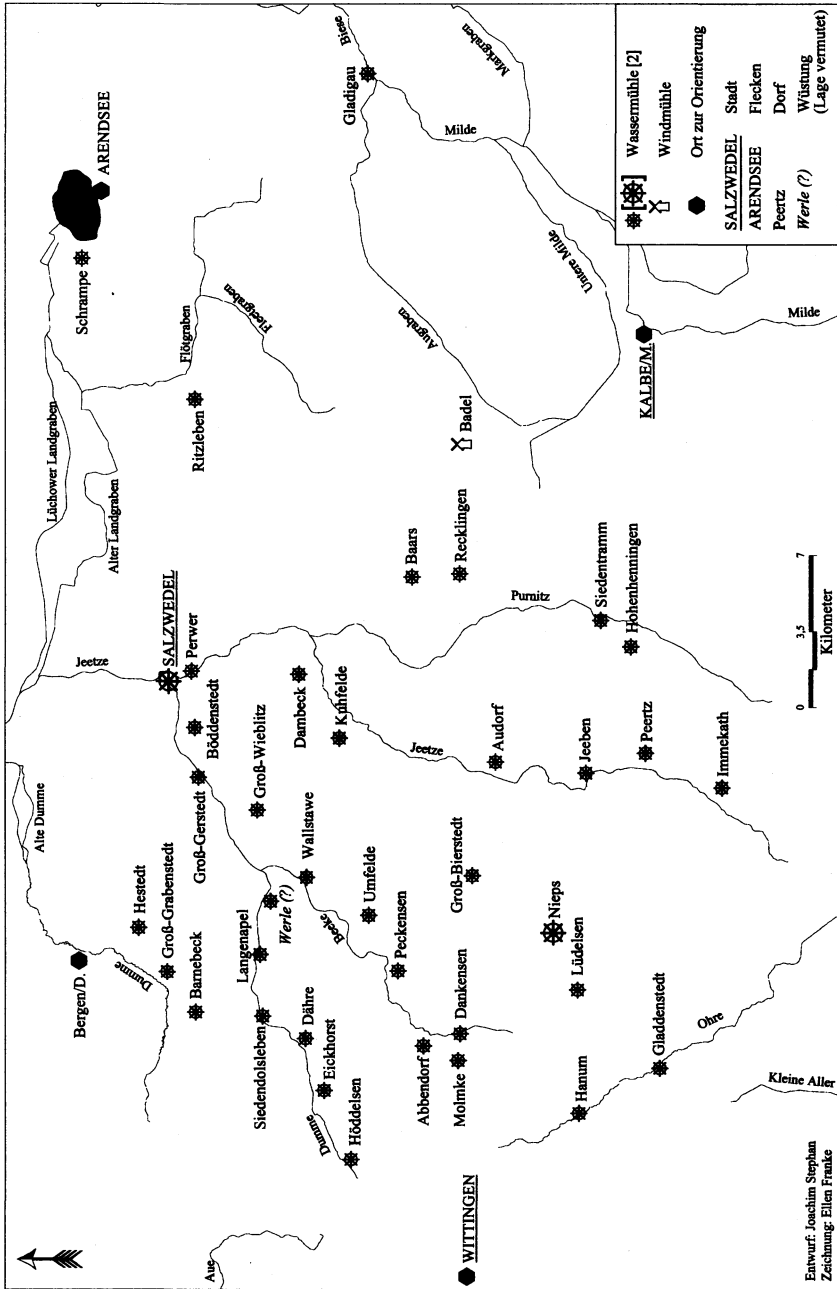 ARENDSEE
Schrampe
Biese
Gladigau
Markgraben
Milde
Lüchower Landgraben
Alter Landgraben
Flötgraben
Fleetgraben
Ritzleben
Augraben
Untere Milde
Badel
KALBE/M.
Milde
Jeetze
SALZWEDEL
Perwer
Böddenstedt
Groß-Gerstedt
Groß-Wieblitz
Dambeck
Kuhfelde
Baars
Recklingen
Purnitz
Siedentramm
Hohenhenningen
Jeetze
Audorf
Jeeben
Peertz
Immekath
Alte Dumme
Bergen/D.
Dumme
Hestedt
Groß-Grabenstedt
Barnebeck
Langenapel
Werle (?)
Wallstawe
Siedendolsleben
Dähre
Eickhorst
Dumme
Höddelsen
Beeke
Umfelde
Peckensen
Groß-Bierstedt
Abbendorf
Dankensen
Molmke
Nieps
Lüdelsen
Hanum
Gladdenstedt
Ohre
Kleine Aller
Aue
WITTINGEN
Wassermühle [2]
Windmühle
Ort zur Orientierung
SALZWEDEL Stadt
ARENDSEE Flecken
Peertz Dorf
Werle (?) Wüstung
(Lage vermutet)
0 3,5 7
Kilometer
Entwurf: Joachim Stephan
Zeichnung: Ellen Franke